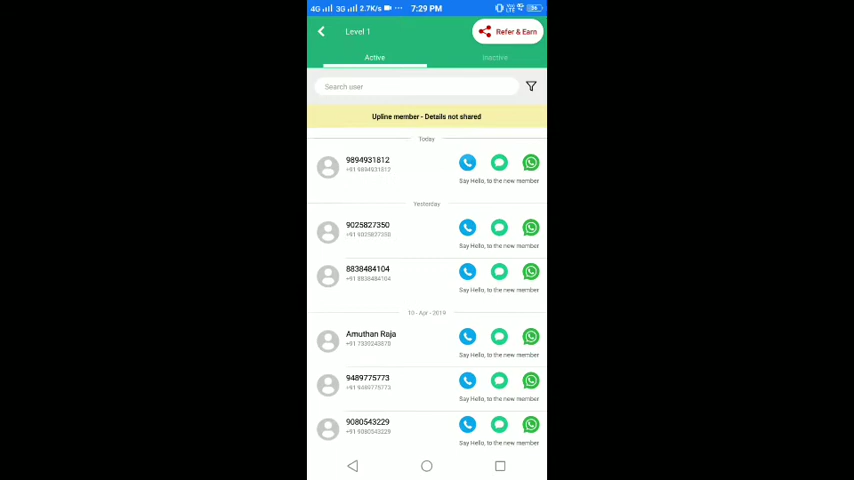 4G 3G 2.7K/s ... 7:29 PM
Level 1
Refer & Earn
Active
Inactive
Search user
Upline member - Details not shared
Today
9894931812
+91 9894931812
Say Hello, to the new member
Yesterday
9025827350
+91 9025827350
Say Hello, to the new member
8838484104
+91 8838484104
Say Hello, to the new member
10 - Apr - 2019
Amuthan Raja
Say Hello, to the new member
9489775773
+91 9489775773
Say Hello, to the new member
9080543229
+91 9080543229
Say Hello, to the new member